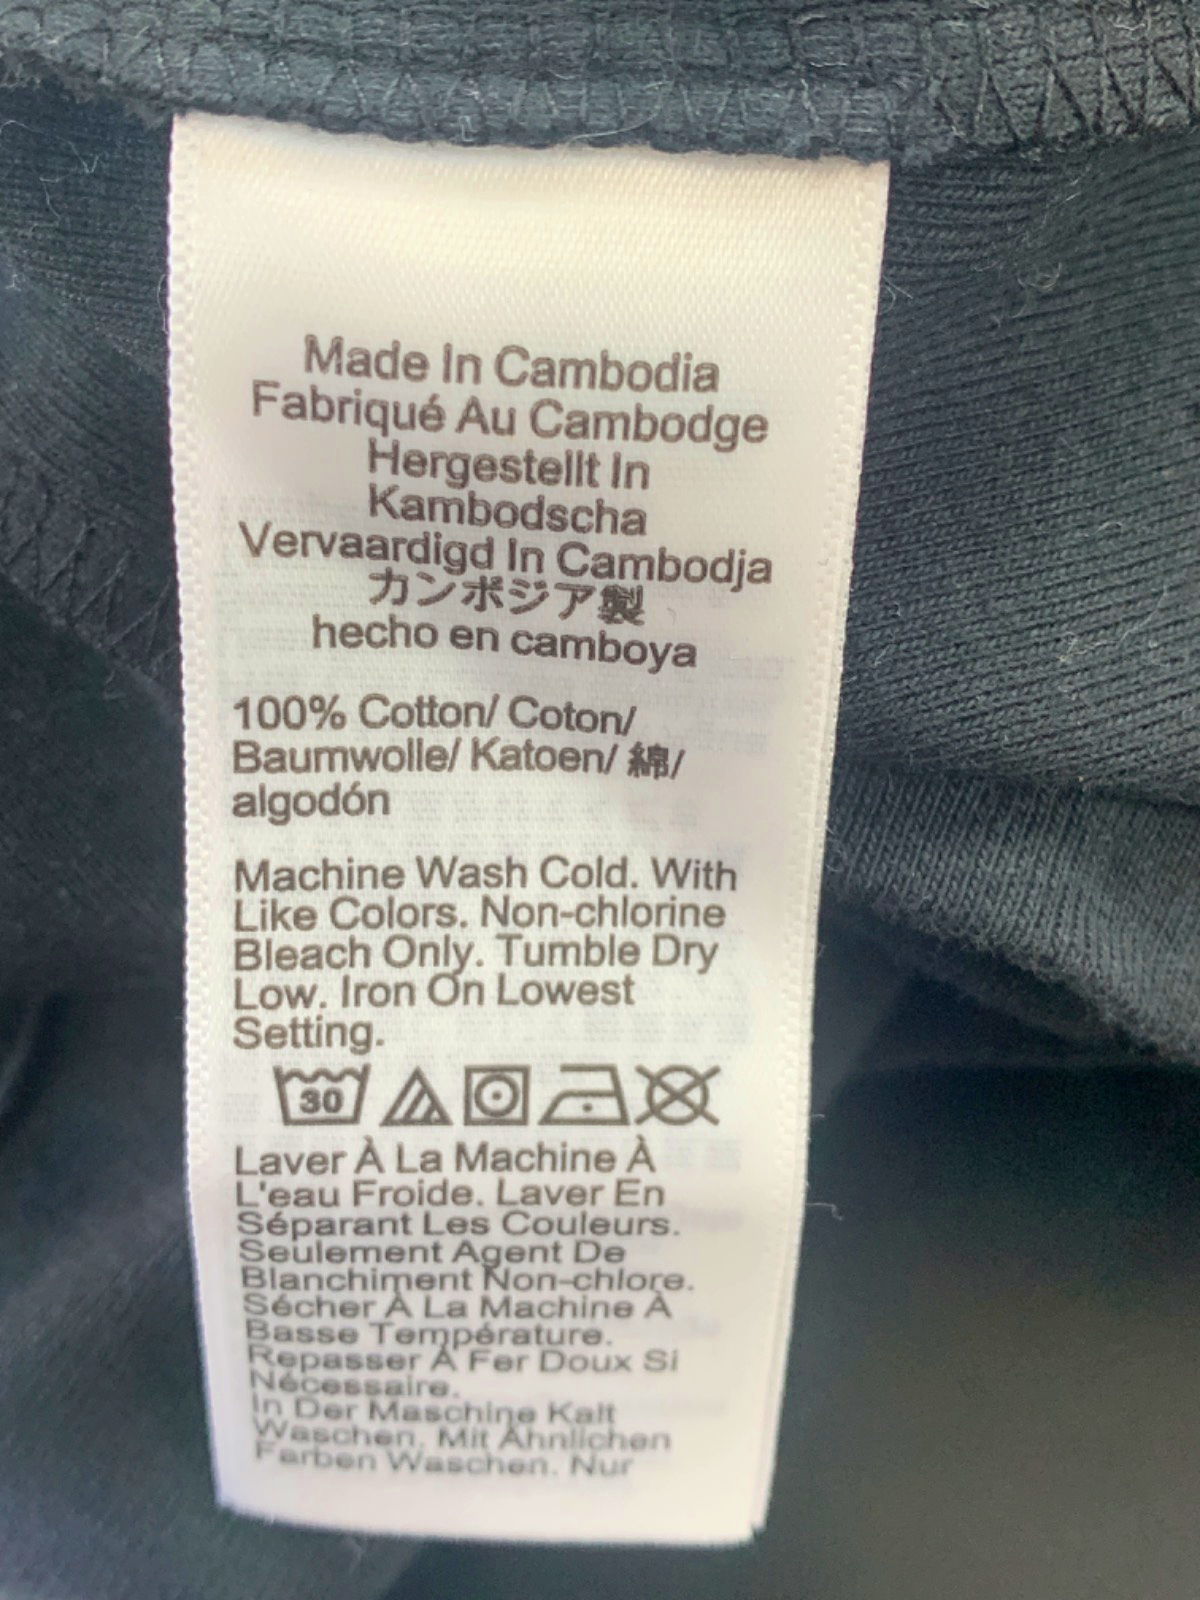 Made In Cambodia
Fabriqué Au Cambodge
Hergestellt In
Kambodscha
Vervaardigd In Cambodja
カンボジア製
hecho en camboya
100% Cotton/ Coton/
Baumwolle/ Katoen/ 綿/
algodón
Machine Wash Cold. With
Like Colors. Non-chlorine
Bleach Only. Tumble Dry
Low. Iron On Lowest
Setting.
30
Laver À La Machine À
L'eau Froide. Laver En
Séparant Les Couleurs.
Seulement Agent De
Blanchiment Non-chlore.
Sécher À La Machine À
Basse Température.
Repasser À Fer Doux Si
Nécessaire.
In Der Maschine Kalt
Waschen, Mit Ähnlichen
Farben Waschen. Nur